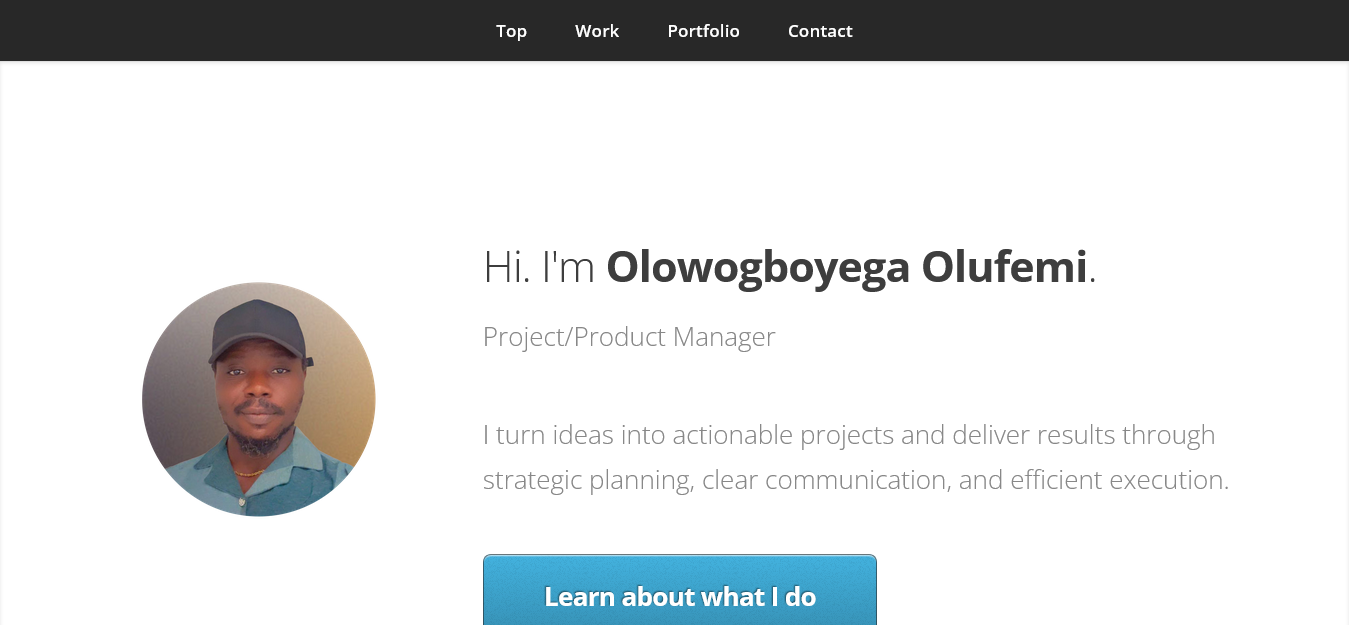 Top Work Portfolio Contact
Hi. I'm Olowogboyega Olufemi.
Project/Product Manager
I turn ideas into actionable projects and deliver results through
strategic planning, clear communication, and efficient execution.
Learn about what I do